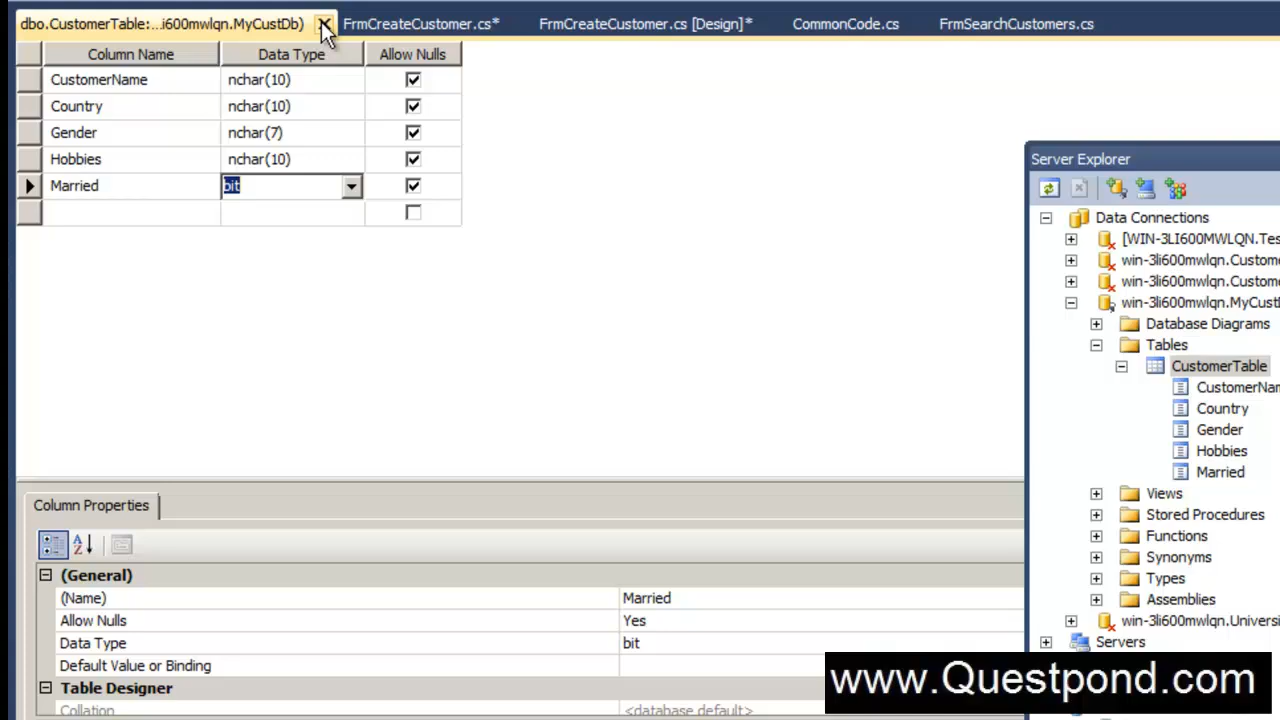 dbo.CustomerTable:...i600mwlqn.MyCustDb)
FrmCreateCustomer.cs*
FrmCreateCustomer.cs [Design]*
CommonCode.cs
FrmSearchCustomers.cs
Column Name
Data Type
Allow Nulls
CustomerName
nchar(10)
Country
nchar(10)
Gender
nchar(7)
Hobbies
nchar(10)
Married
bit
Server Explorer
Data Connections
[WIN-3LI600MWLQN.Tes
win-3li600mwlqn.Custome
win-3li600mwlqn.Custome
win-3li600mwlqn.MyCustD
Database Diagrams
Tables
CustomerTable
CustomerNam
Country
Gender
Hobbies
Married
Views
Stored Procedures
Functions
Synonyms
Types
Assemblies
win-3li600mwlqn.Universi
Servers
Column Properties
(General)
(Name)
Married
Allow Nulls
Yes
Data Type
bit
Default Value or Binding
Table Designer
Collation
<database default>
www.Questpond.com